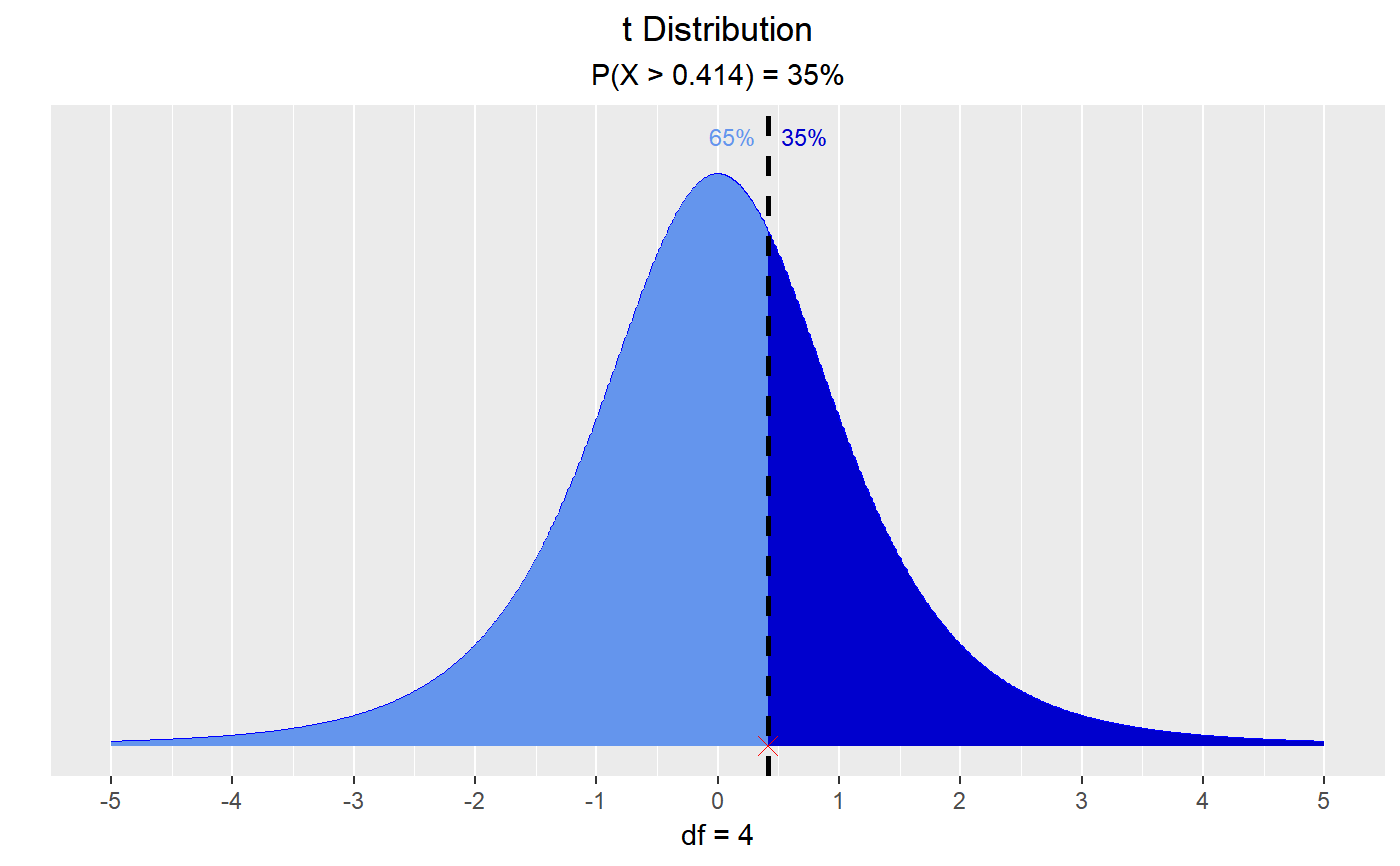 t Distribution
P(X > 0.414) = 35%
65% 35%
-5 -4 -3 -2 -1 0 1 2 3 4 5
df = 4